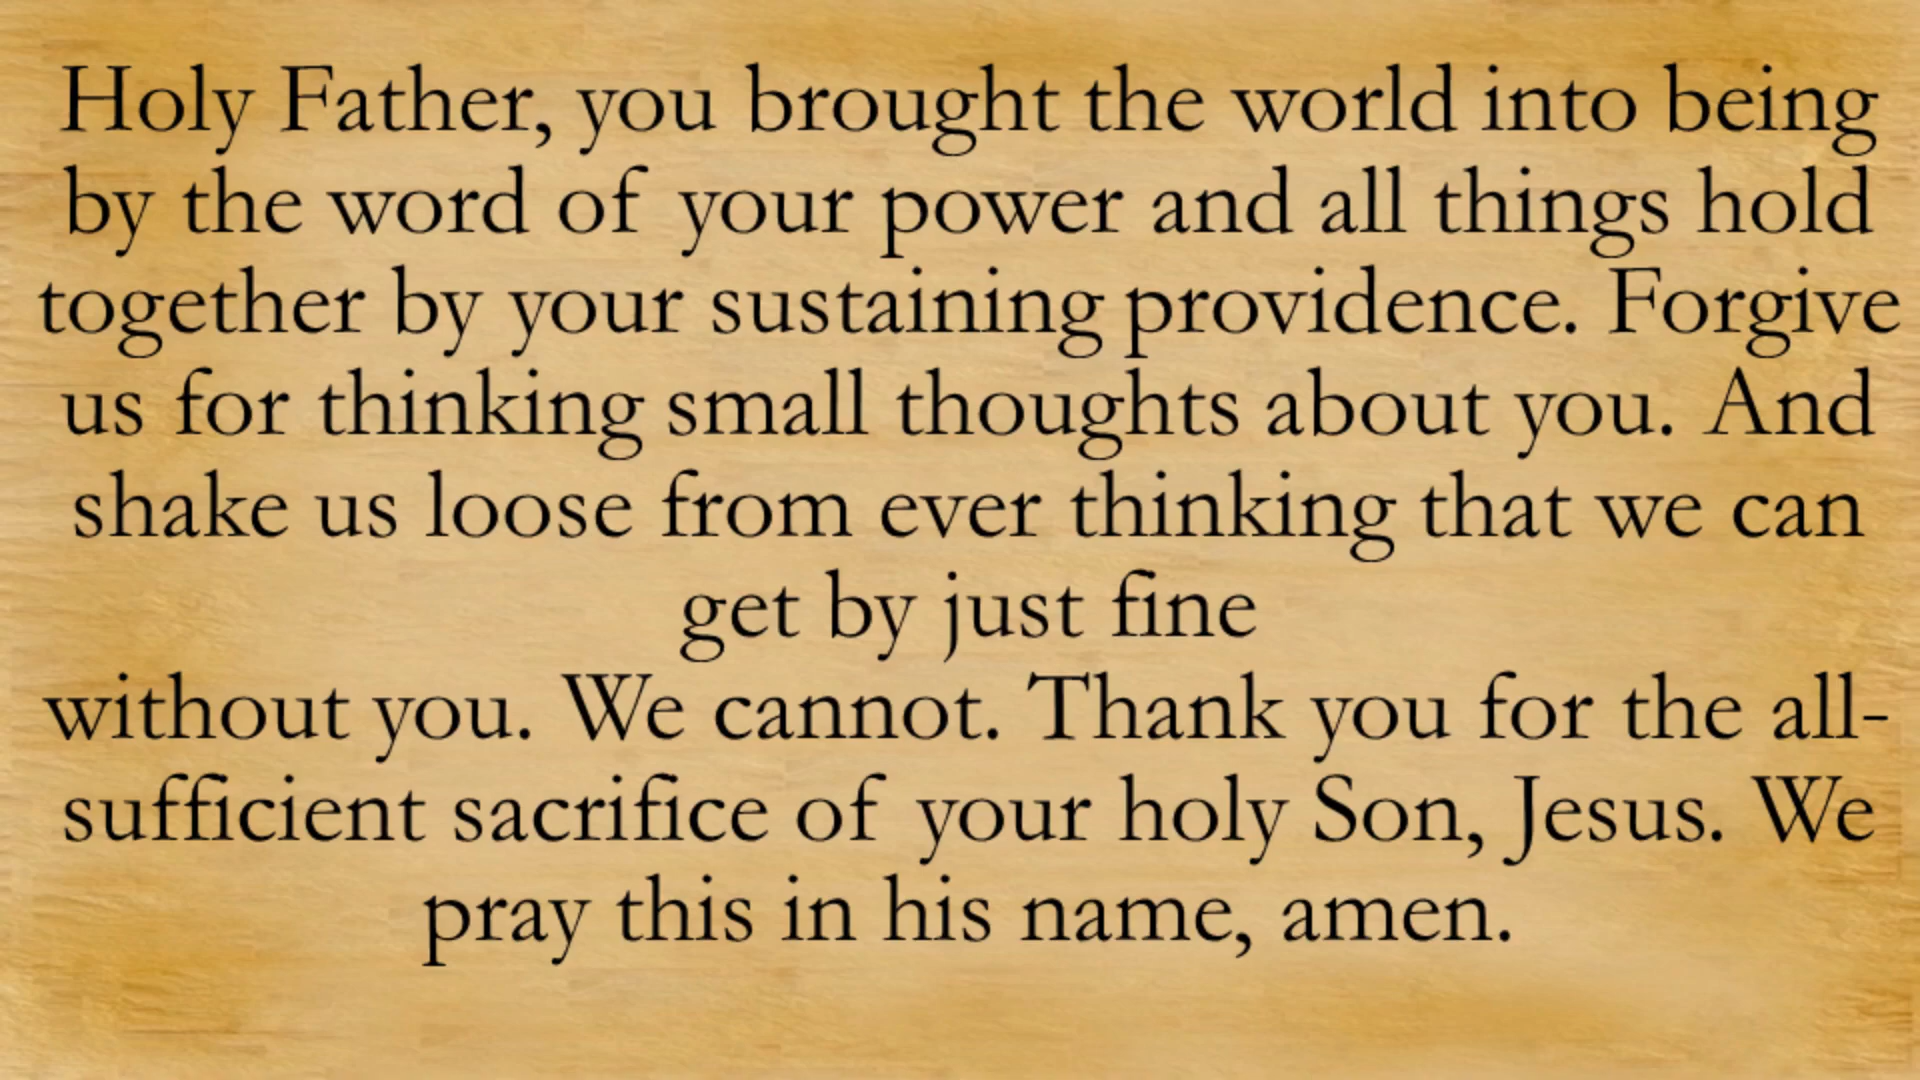 Holy Father, you brought the world into being
by the word of your power and all things hold
together by your sustaining providence. Forgive
us for thinking small thoughts about you. And
shake us loose from ever thinking that we can
get by just fine
without you. We cannot. Thank you for the all-
sufficient sacrifice of your holy Son, Jesus. We
pray this in his name, amen.